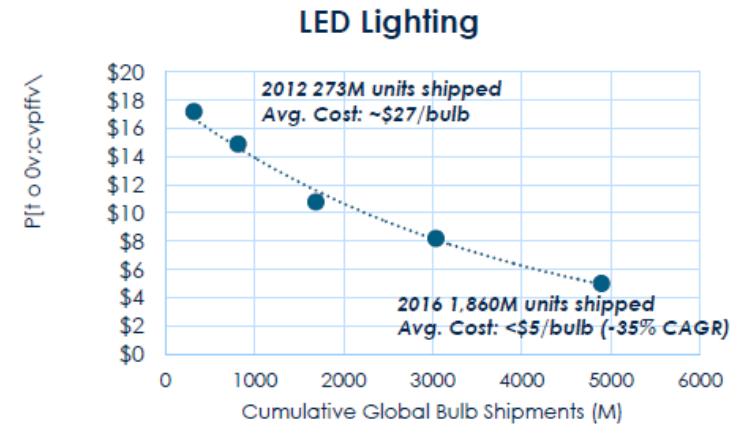 LED Lighting
P[t o 0v;cvpffv\
$20
$18
$16
$14
$12
$10
$8
$6
$4
$2
$0
2012 273M units shipped
Avg. Cost: ~$27/bulb
2016 1,860M units shipped
Avg. Cost: <$5/bulb (-35% CAGR)
0 1000 2000 3000 4000 5000 6000
Cumulative Global Bulb Shipments (M)